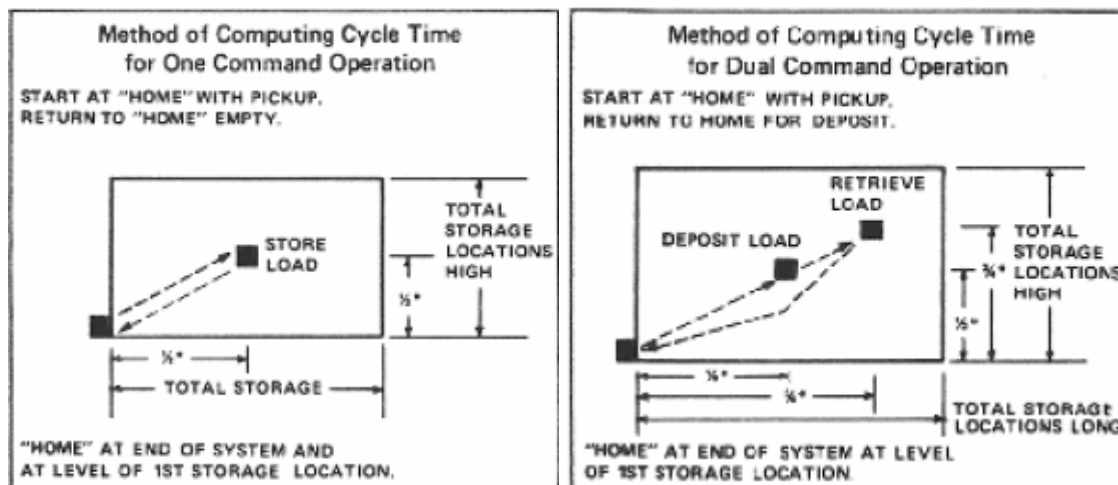 Method of Computing Cycle Time
for One Command Operation
START AT "HOME" WITH PICKUP.
RETURN TO "HOME" EMPTY.
STORE
LOAD
TOTAL
STORAGE
LOCATIONS
HIGH
½*
½*
TOTAL STORAGE
"HOME" AT END OF SYSTEM AND
AT LEVEL OF 1ST STORAGE LOCATION.
Method of Computing Cycle Time
for Dual Command Operation
START AT "HOME" WITH PICKUP.
RETURN TO HOME FOR DEPOSIT.
RETRIEVE
LOAD
DEPOSIT LOAD
TOTAL
STORAGE
LOCATIONS
HIGH
¾*
½*
TOTAL STORAGE
LOCATIONS LONG
"HOME" AT END OF SYSTEM AT LEVEL
OF 1ST STORAGE LOCATION